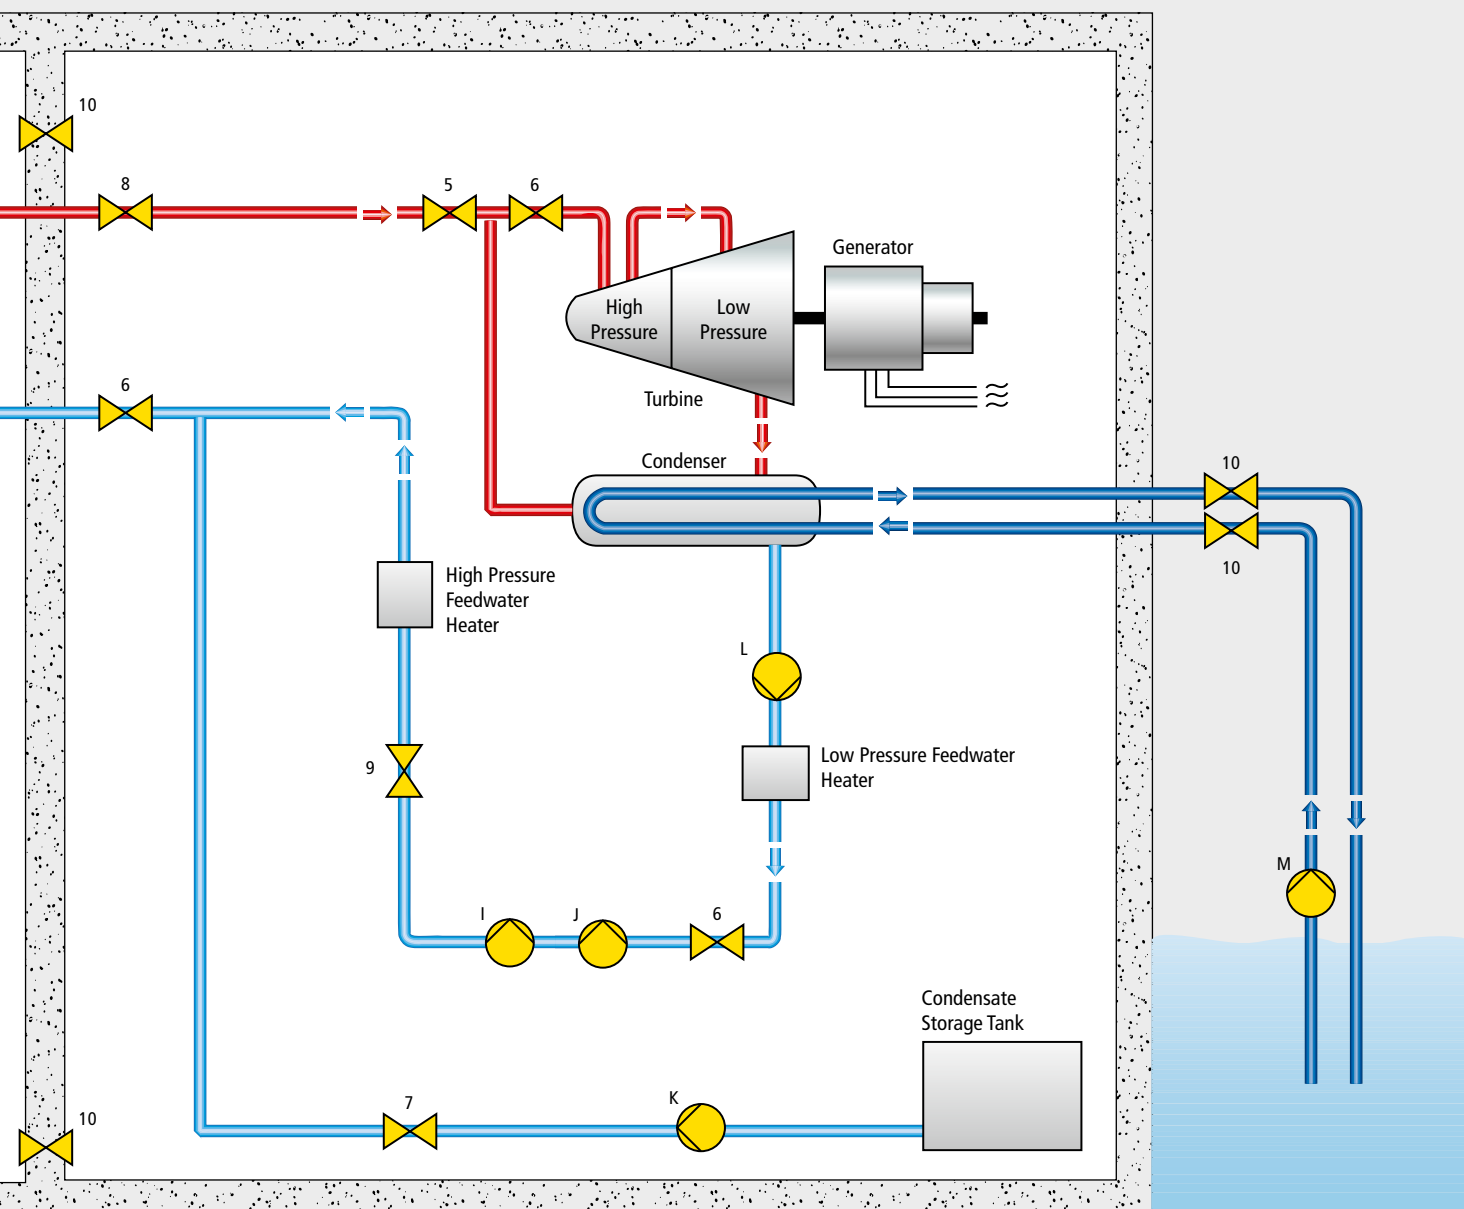 10
8
5
6
Generator
High
Pressure
Low
Pressure
Turbine
6
Condenser
10
10
High Pressure
Feedwater
Heater
L
Low Pressure Feedwater
Heater
9
M
I
J
6
Condensate
Storage Tank
K
7
10